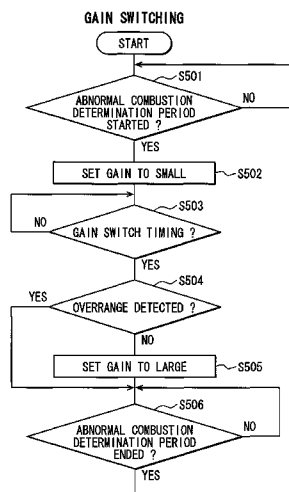 GAIN SWITCHING
START
S501
ABNORMAL COMBUSTION
DETERMINATION PERIOD
STARTED ?
NO
YES
SET GAIN TO SMALL
S502
S503
GAIN SWITCH TIMING ?
NO
YES
S504
YES
OVERRANGE DETECTED ?
NO
SET GAIN TO LARGE
S505
S506
ABNORMAL COMBUSTION
DETERMINATION PERIOD
ENDED ?
NO
YES